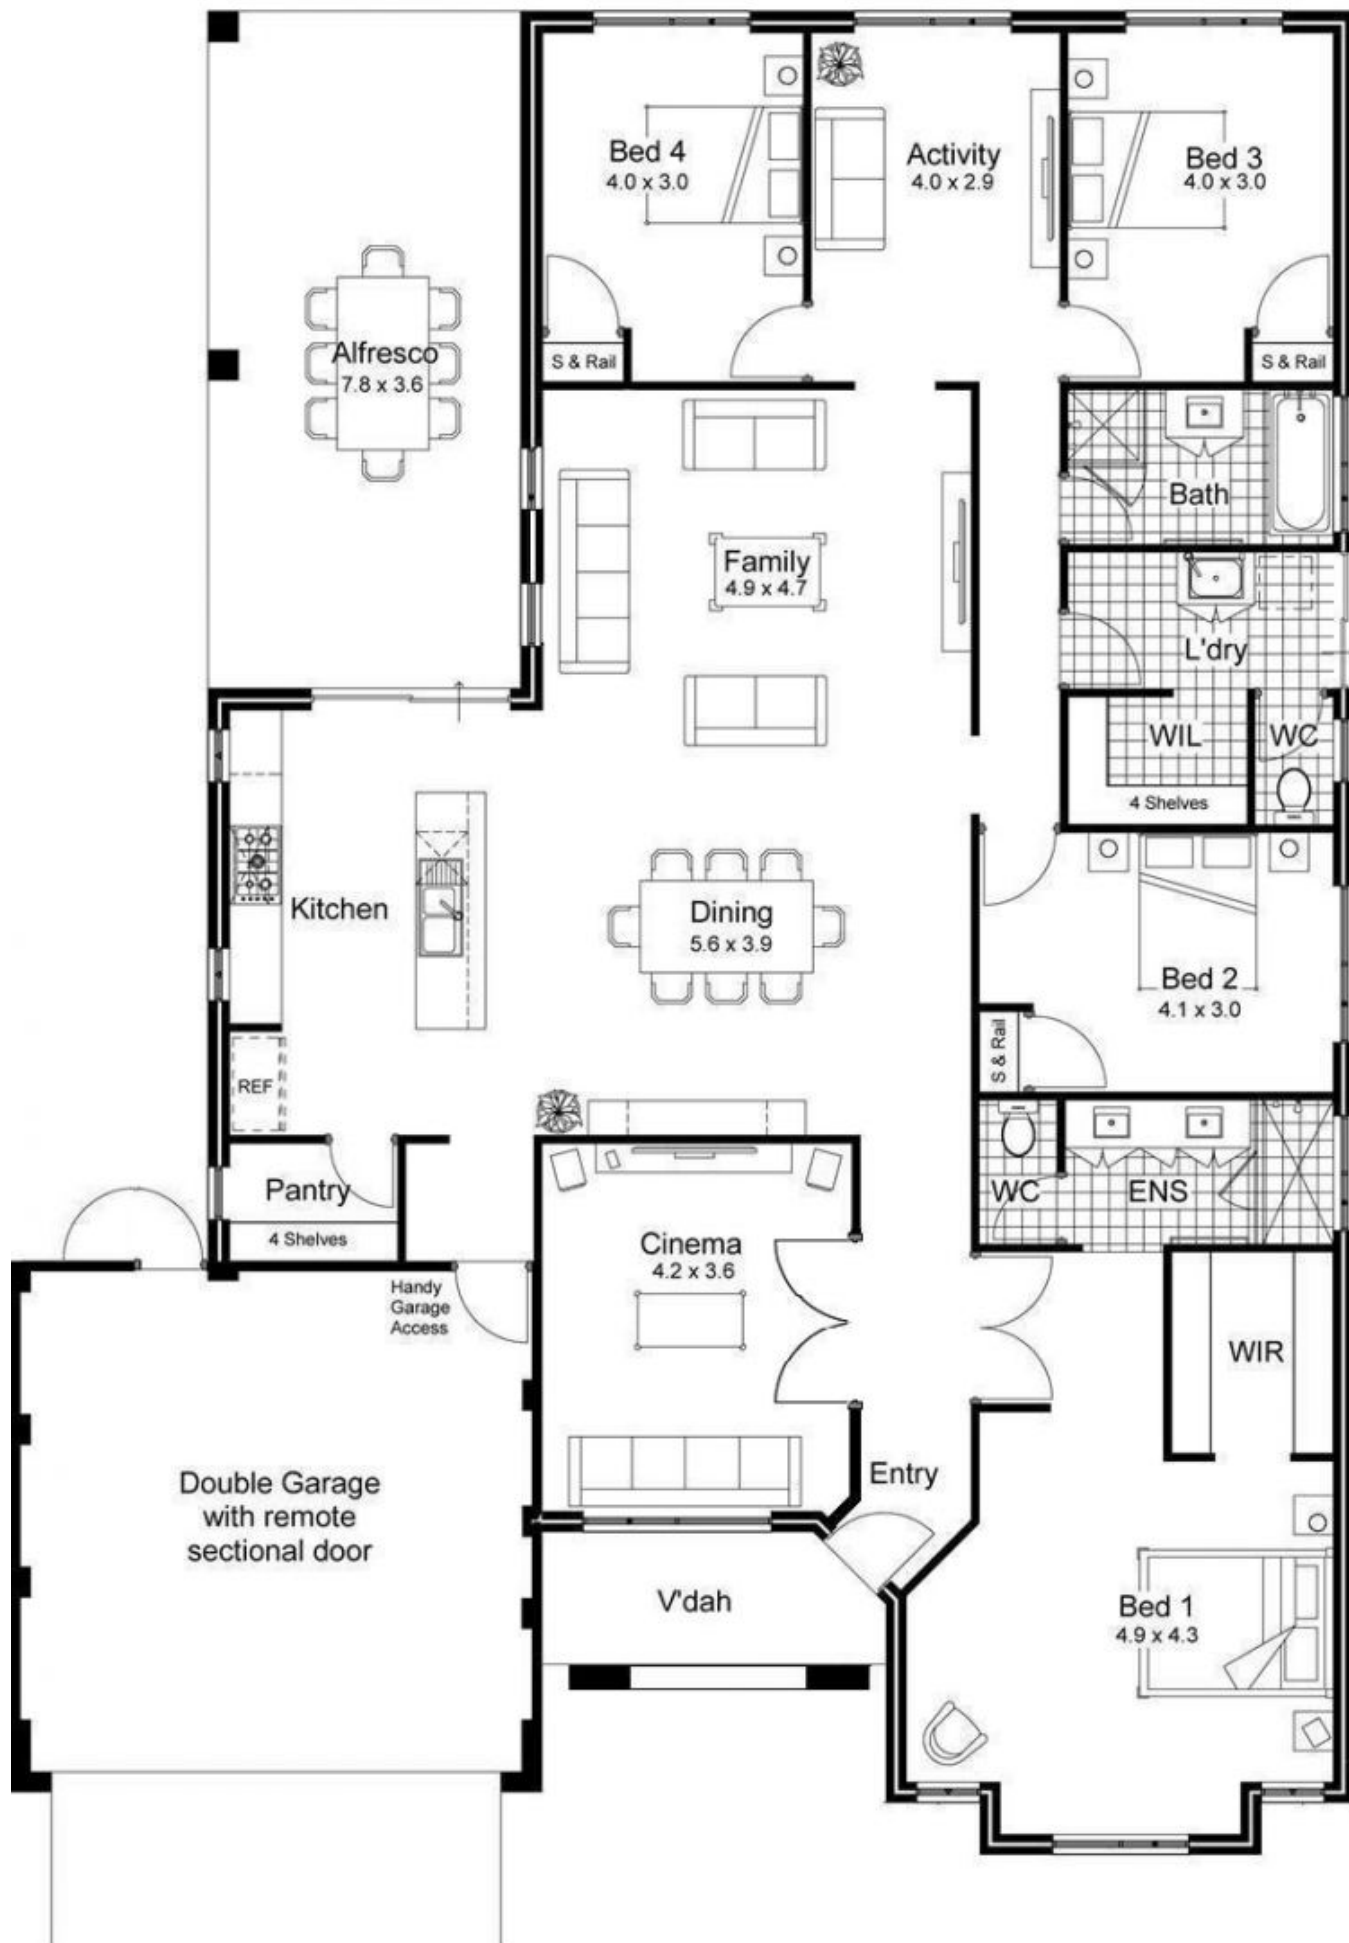 Bed 4
4.0 x 3.0
Activity
4.0 x 2.9
Bed 3
4.0 x 3.0
S & Rail
S & Rail
Alfresco
7.8 x 3.6
Bath
Family
4.9 x 4.7
L'dry
WIL
WC
4 Shelves
Kitchen
Dining
5.6 x 3.9
Bed 2
4.1 x 3.0
S & Rail
REF
Pantry
4 Shelves
WC
ENS
Cinema
4.2 x 3.6
Handy
Garage
Access
WIR
Entry
Double Garage
with remote
sectional door
V'dah
Bed 1
4.9 x 4.3